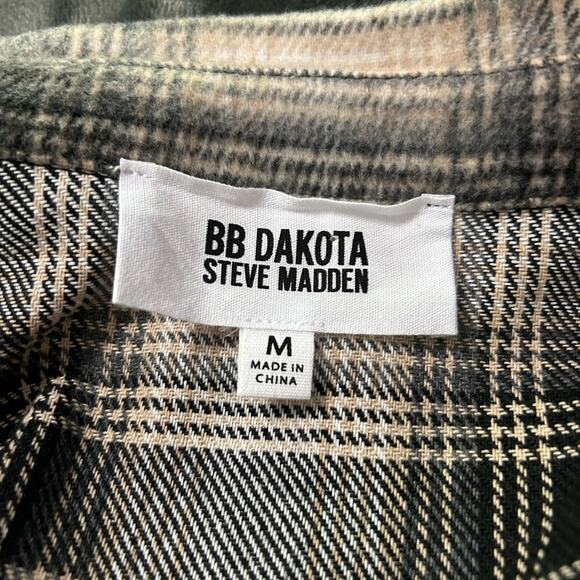 BB DAKOTA
STEVE MADDEN
M
MADE IN
CHINA